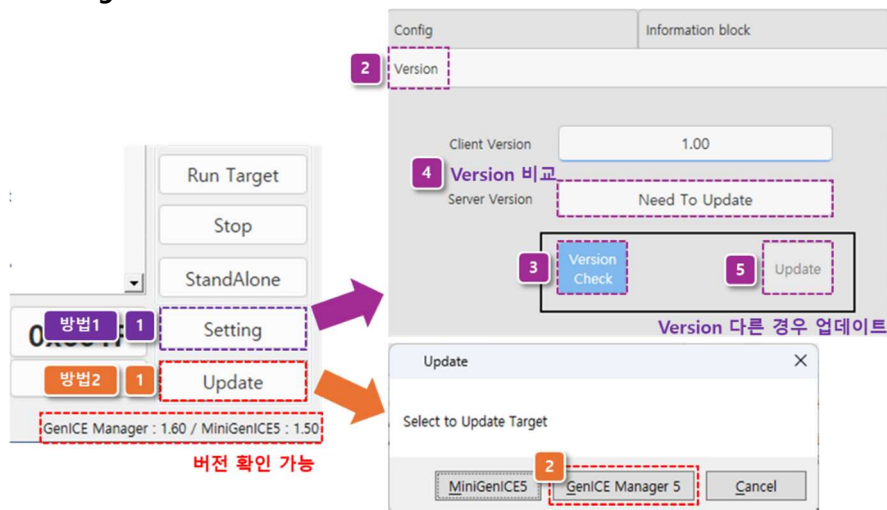 Config
Information block
2
Version
Client Version
1.00
4
Version 비교
Server Version
Need To Update
3
Version
Check
5
Update
Version 다른 경우 업데이트
Run Target
Stop
StandAlone
방법1
1
Setting
방법2
1
Update
GenICE Manager : 1.60 / MiniGenICE5 : 1.50
버전 확인 가능
Update
Select to Update Target
2
MiniGenICE5
GenICE Manager 5
Cancel